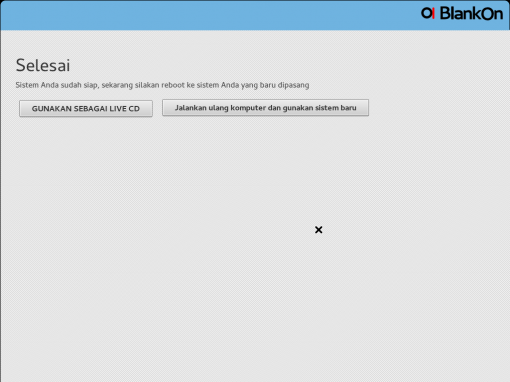 BlankOn
Selesai
Sistem Anda sudah siap, sekarang silakan reboot ke sistem Anda yang baru dipasang
GUNAKAN SEBAGAI LIVE CD
Jalankan ulang komputer dan gunakan sistem baru